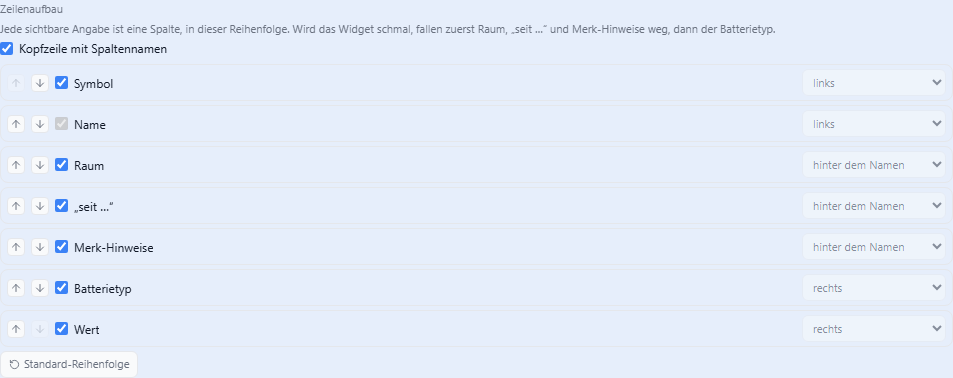 Zeilenaufbau
Jede sichtbare Angabe ist eine Spalte, in dieser Reihenfolge. Wird das Widget schmal, fallen zuerst Raum, „seit ...“ und Merk-Hinweise weg, dann der Batterietyp.
Kopfzeile mit Spaltennamen
Symbol links
Name links
Raum hinter dem Namen
„seit ...“ hinter dem Namen
Merk-Hinweise hinter dem Namen
Batterietyp rechts
Wert rechts
Standard-Reihenfolge